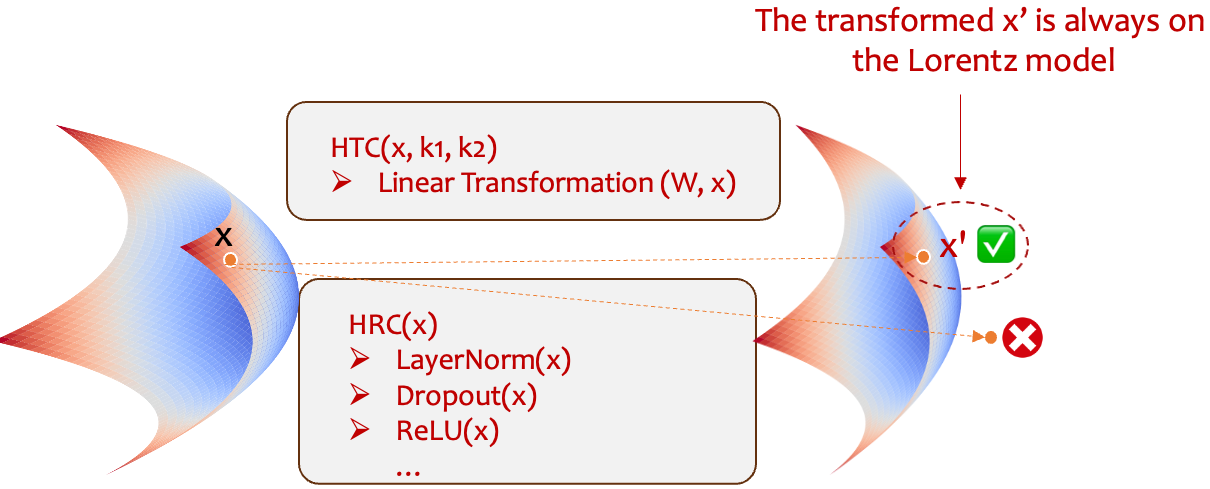 The transformed x’ is always on
the Lorentz model
HTC(x, k1, k2)
➢ Linear Transformation (W, x)
x
x'
HRC(x)
➢ LayerNorm(x)
➢ Dropout(x)
➢ ReLU(x)
...